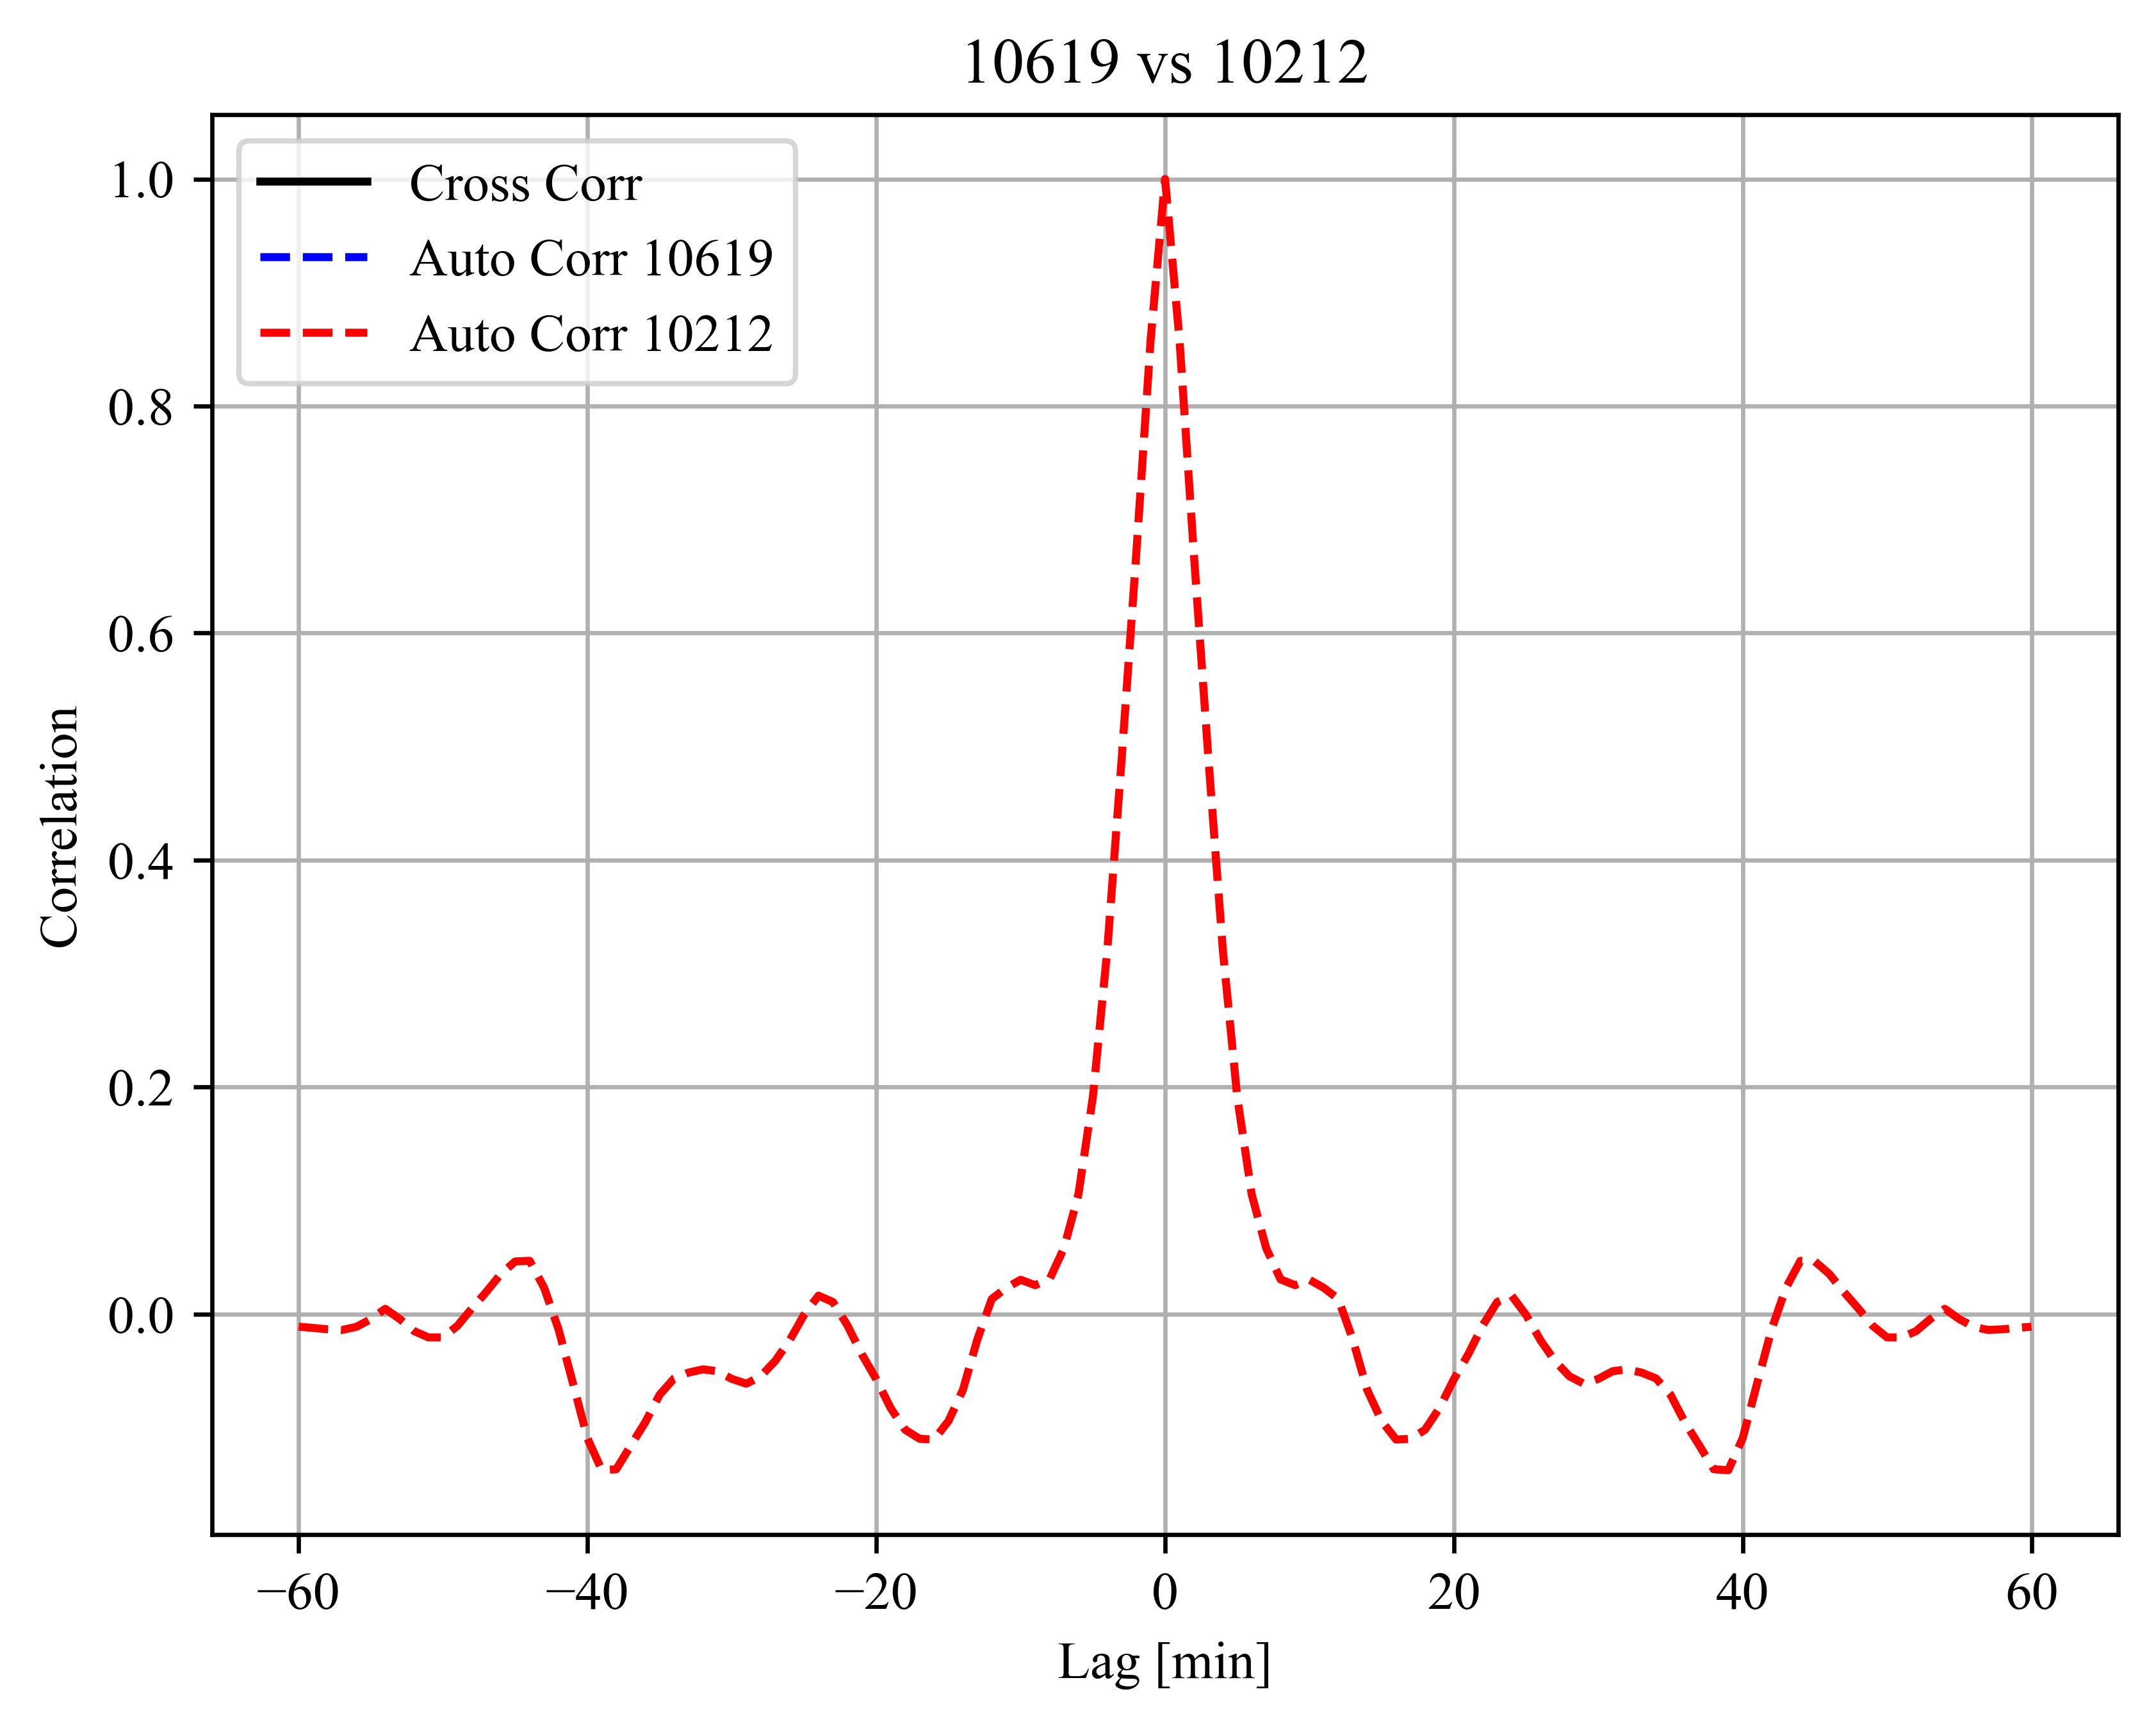 10619 vs 10212
Cross Corr
Auto Corr 10619
Auto Corr 10212
1.0
0.8
0.6
0.4
0.2
0.0
Correlation
−60
−40
−20
0
20
40
60
Lag [min]